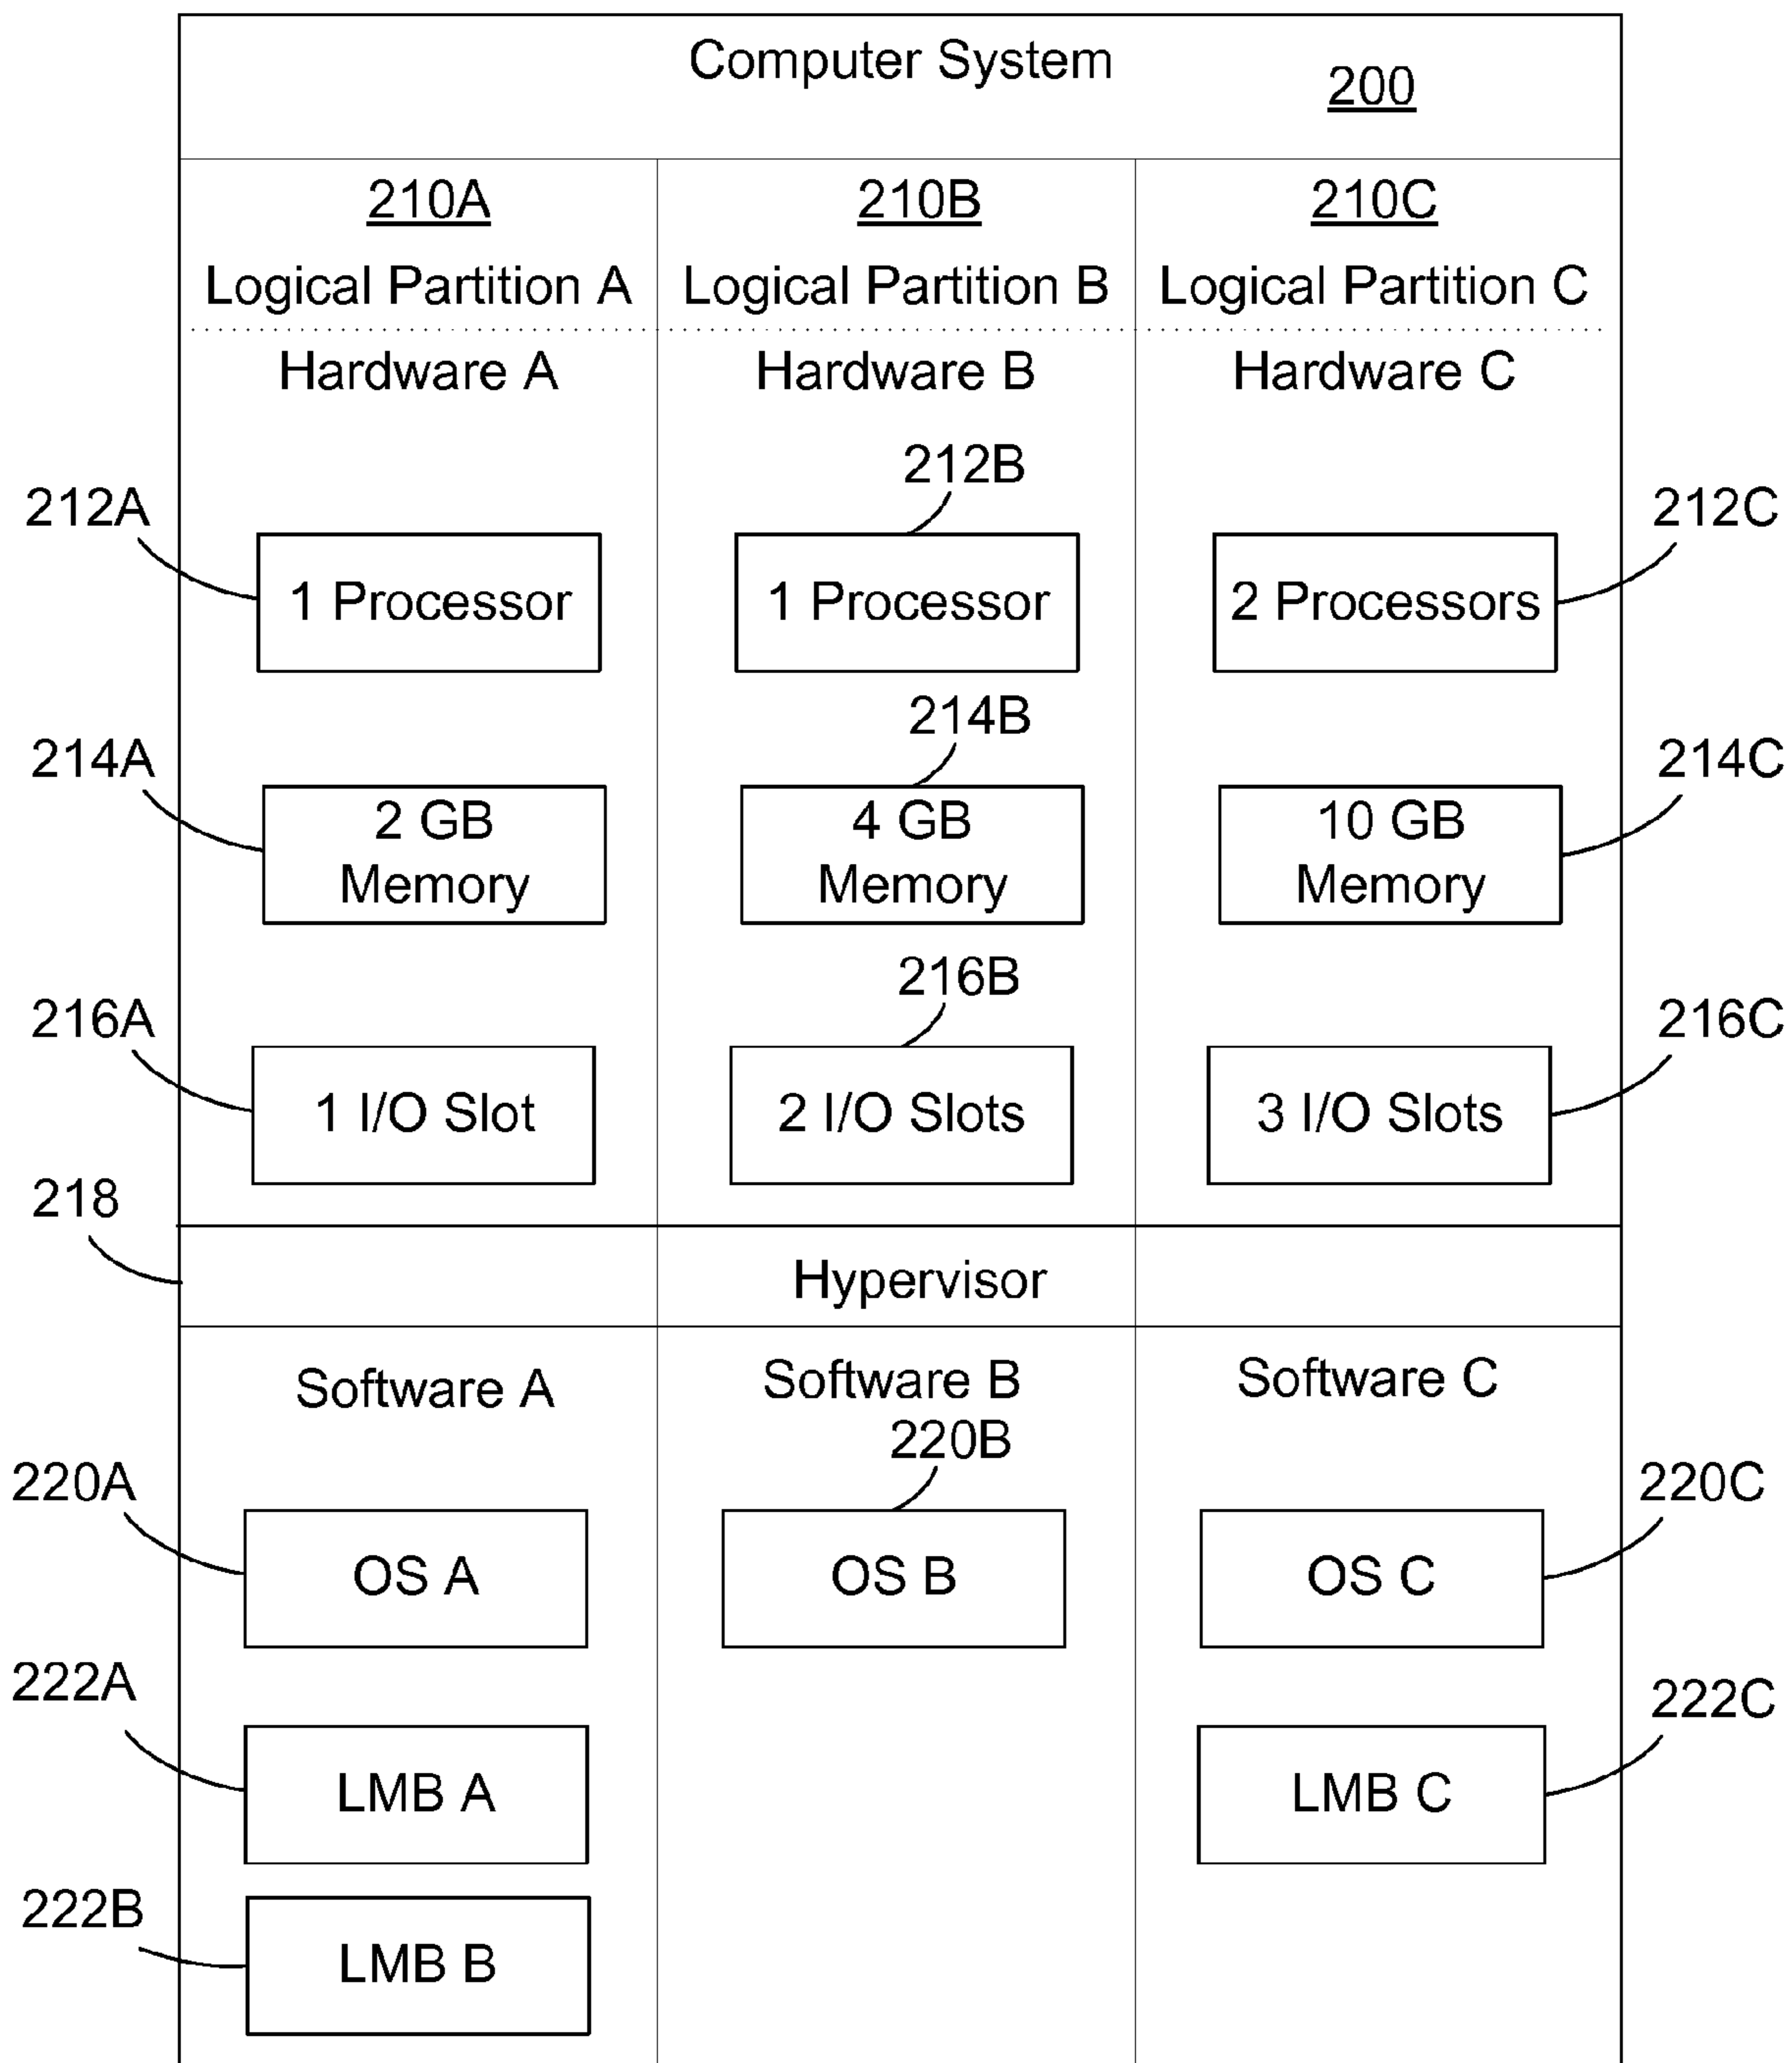 Computer System
200
210A 210B 210C
Logical Partition A Logical Partition B Logical Partition C
Hardware A Hardware B Hardware C
212B
212A 212C
1 Processor 1 Processor 2 Processors
214B
214A 214C
2 GB 4 GB 10 GB
Memory Memory Memory
216B
216A 216C
1 I/O Slot 2 I/O Slots 3 I/O Slots
218
Hypervisor
Software A Software B Software C
220B
220A 220C
OS A OS B OS C
222A 222C
LMB A LMB C
222B
LMB B